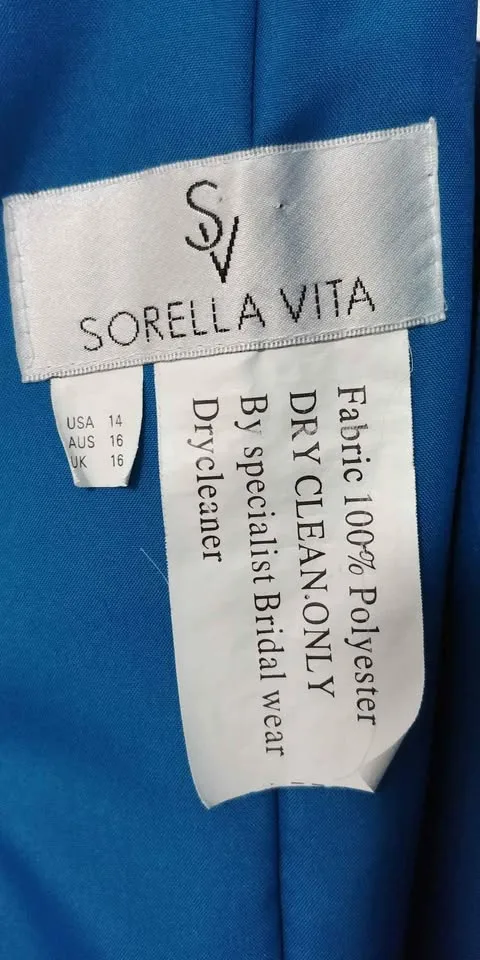 SV
SORELLA VITA
USA 14
AUS 16
UK 16
Fabric 100% Polyester
DRY CLEAN.ONLY
By specialist Bridal wear
Drycleaner